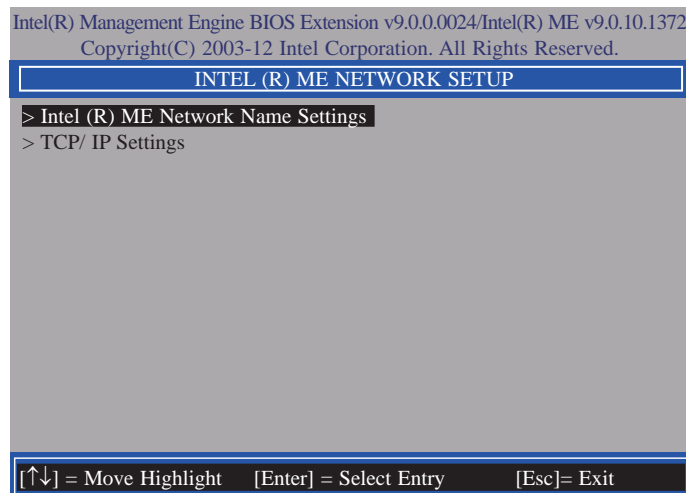 Intel(R) Management Engine BIOS Extension v9.0.0.0024/Intel(R) ME v9.0.10.1372
Copyright(C) 2003-12 Intel Corporation. All Rights Reserved.
INTEL (R) ME NETWORK SETUP
> Intel (R) ME Network Name Settings
> TCP/ IP Settings
[↑↓] = Move Highlight [Enter] = Select Entry [Esc]= Exit